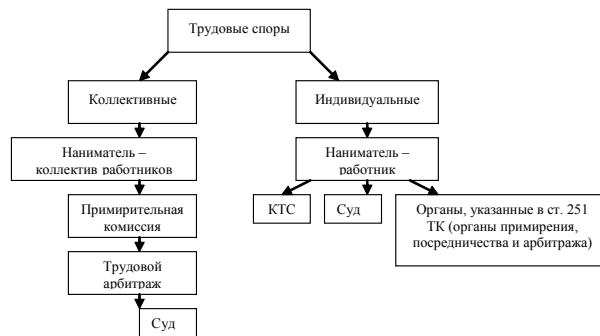 Трудовые споры
Коллективные
Индивидуальные
Наниматель –
коллектив работников
Наниматель –
работник
Примирительная
комиссия
КТС
Суд
Органы, указанные в ст. 251
ТК (органы примирения,
посредничества и арбитража)
Трудовой
арбитраж
Суд